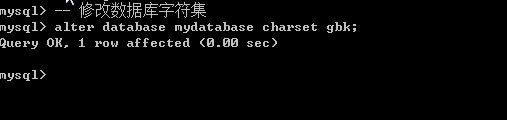 mysql> -- 修改数据库字符集
mysql> alter database mydatabase charset gbk;
Query OK, 1 row affected (0.00 sec)
mysql>